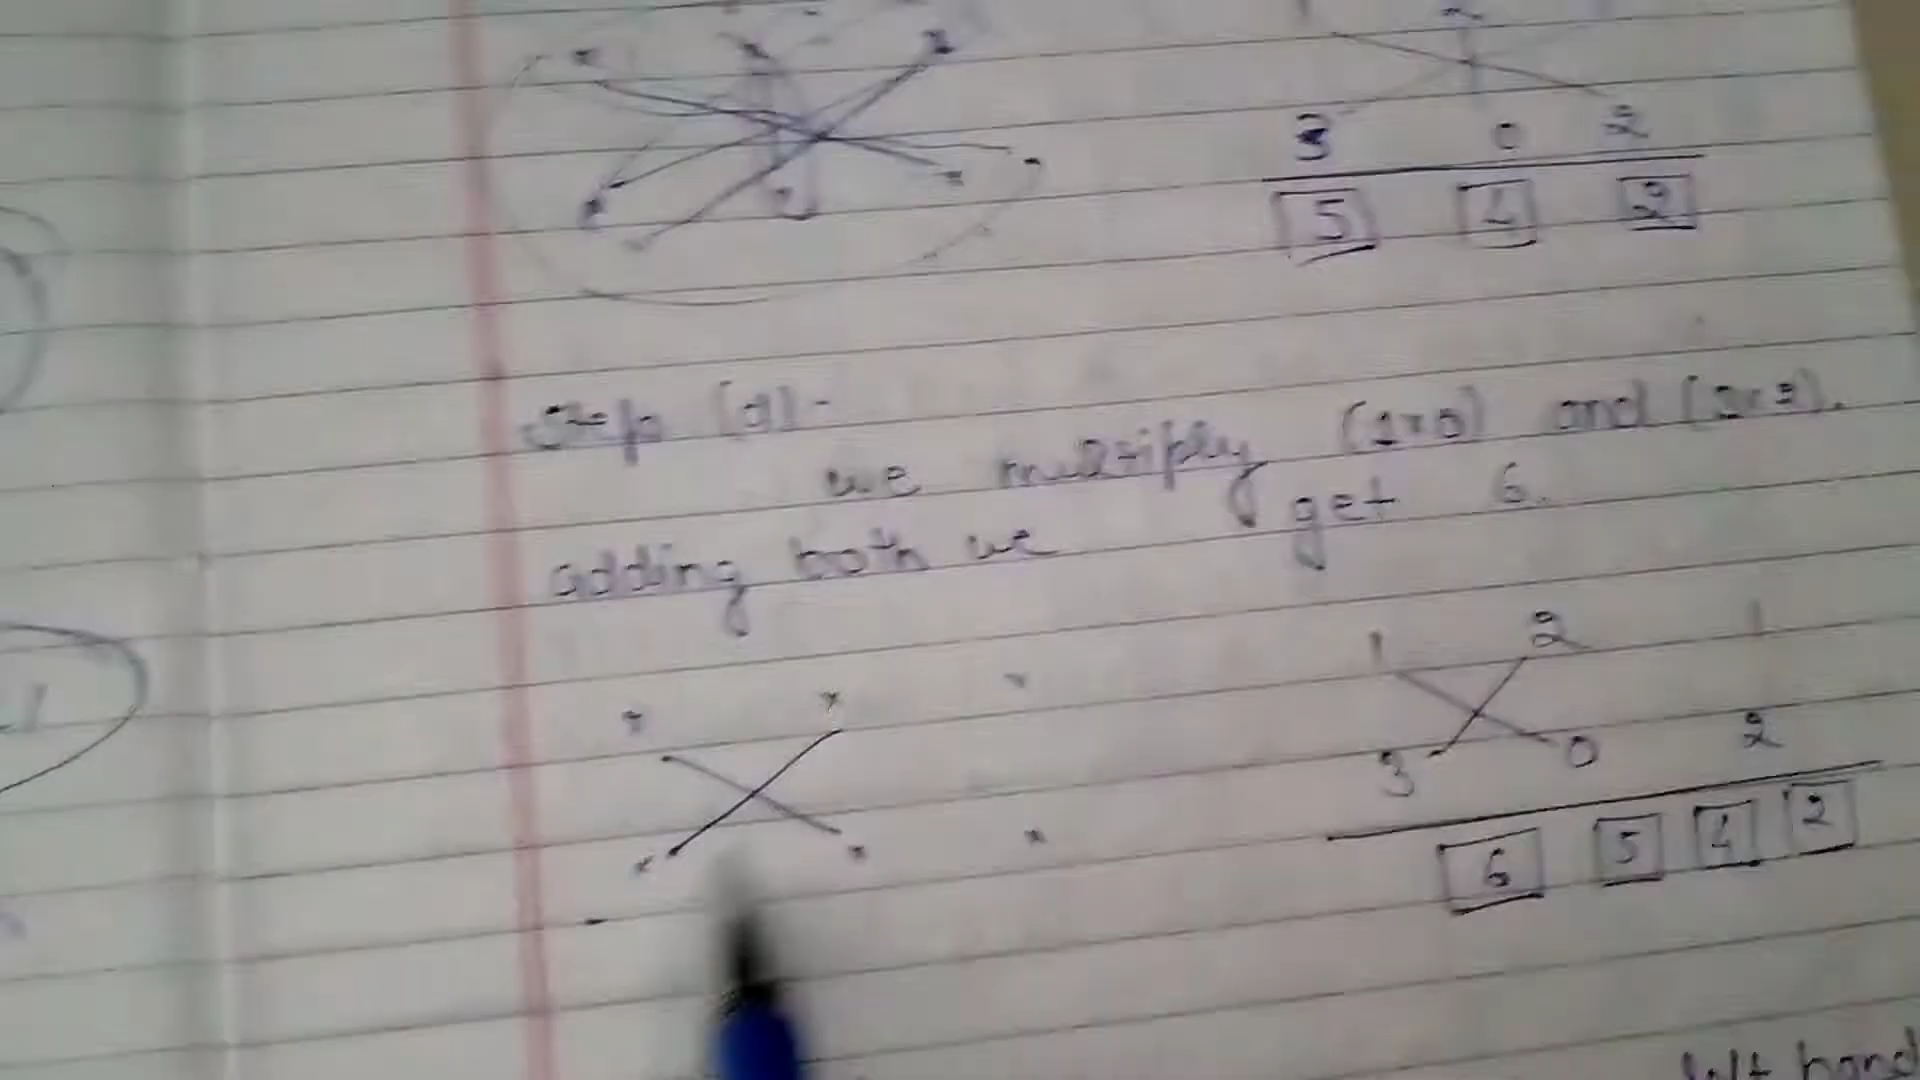 3 0 2
5 4 2
Step (d) -
we multiply (1×0) and (2×3).
adding both we get 6.
1 2 1
3 0 2
6 5 4 2
left hand